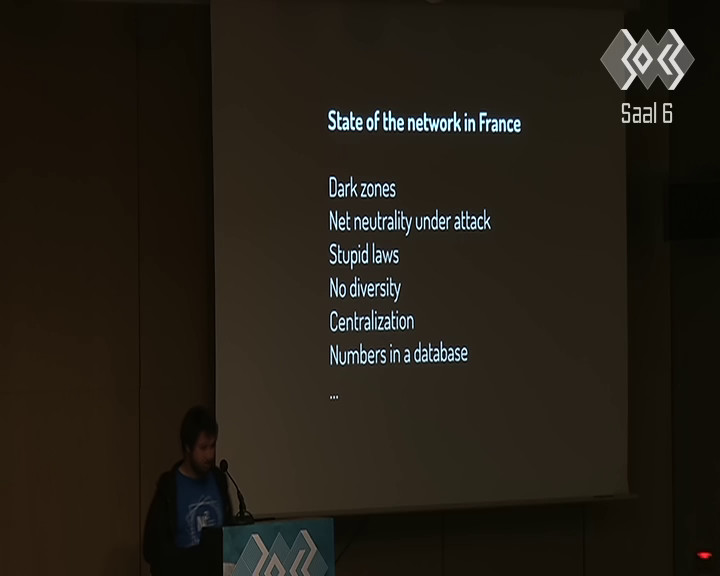 State of the network in France
Dark zones
Net neutrality under attack
Stupid laws
No diversity
Centralization
Numbers in a database
...
Saal 6